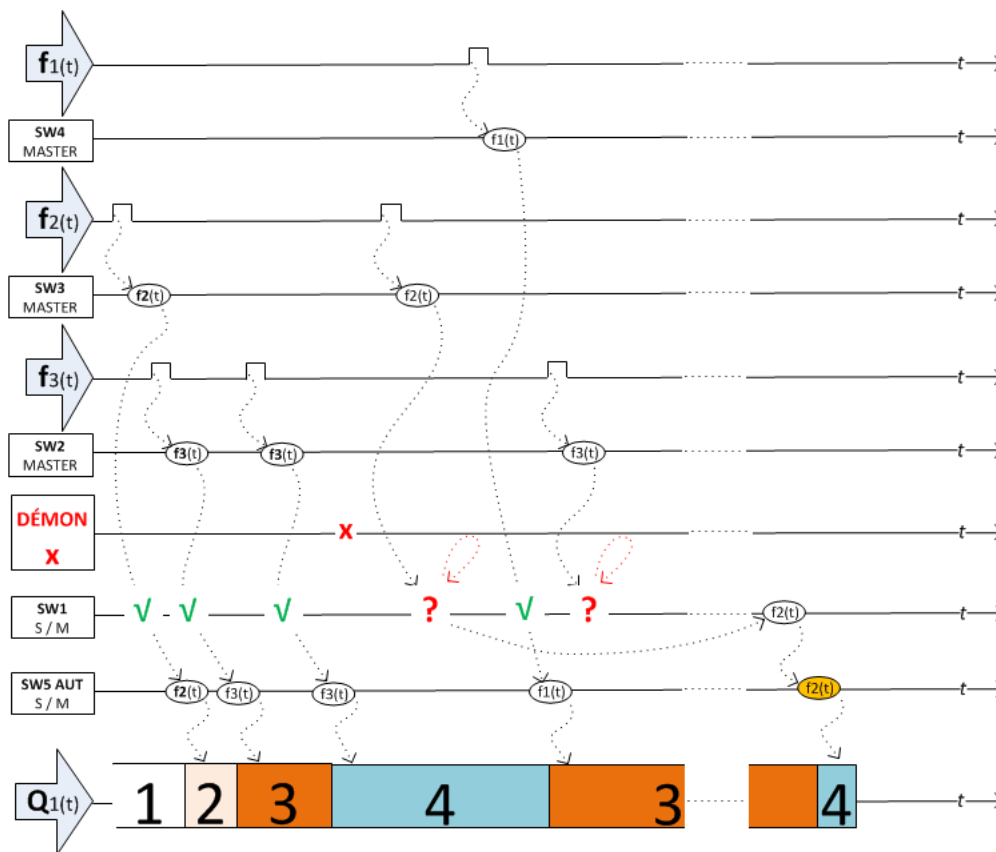 f1(t)
t
SW4
MASTER
f1(t)
t
f2(t)
t
SW3
MASTER
f2(t)
f2(t)
t
f3(t)
t
SW2
MASTER
f3(t)
f3(t)
f3(t)
t
DÉMON
X
x
t
SW1
S / M
√ √ √ ? √ ?
f2(t)
t
SW5 AUT
S / M
f2(t)
f3(t)
f3(t)
f1(t)
f2(t)
t
Q1(t)
1 2 3 4 3 4
t